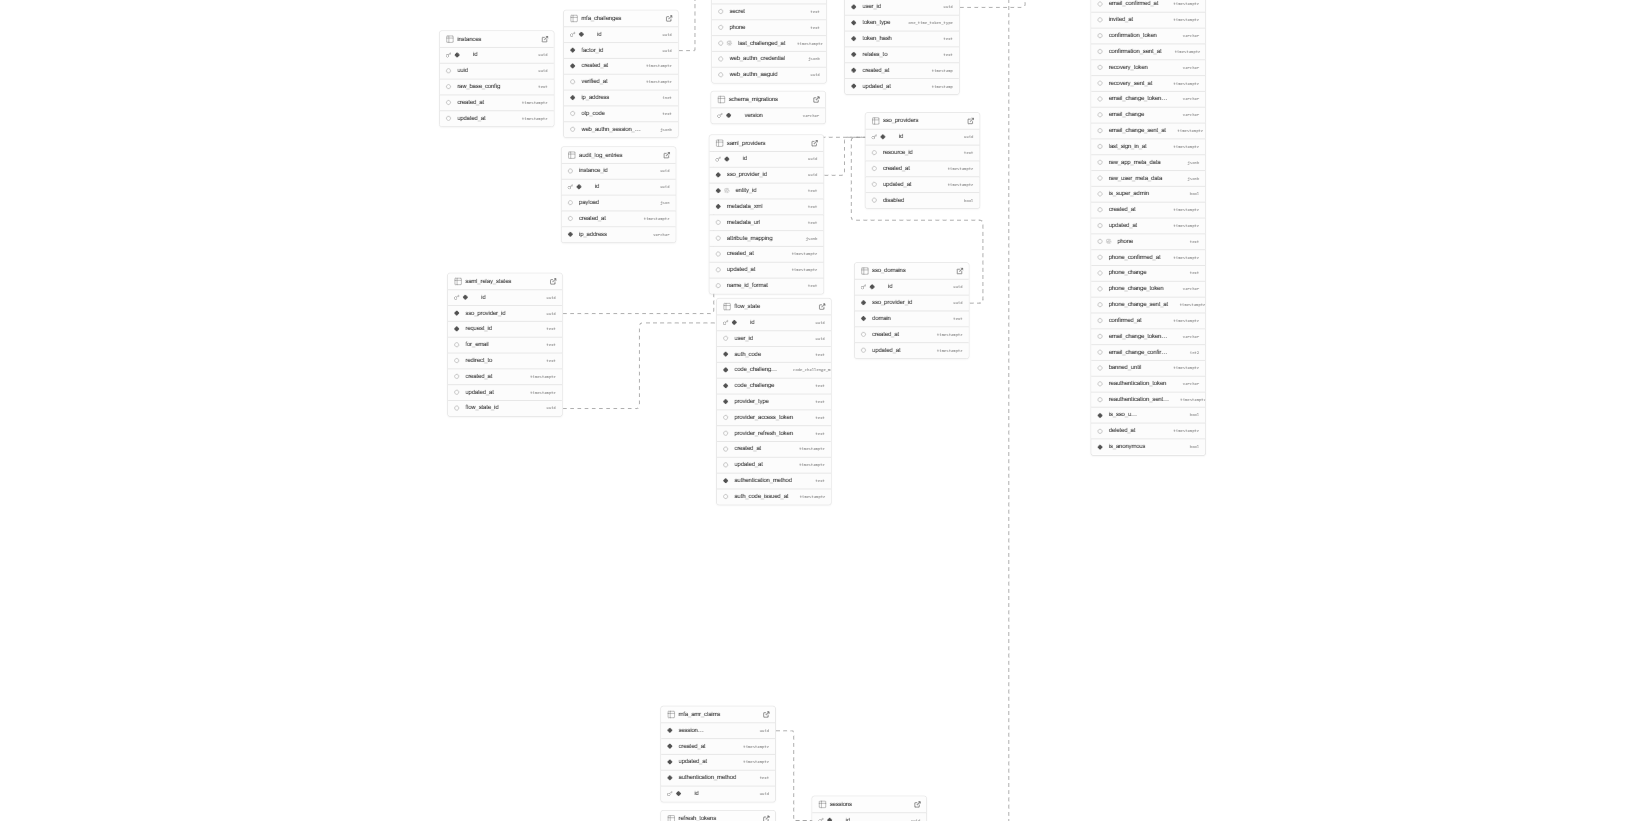 mfa_challenges
id uuid
factor_id uuid
created_at timestamptz
verified_at timestamptz
ip_address text
otp_code text
web_authn_session_... jsonb
instances
id uuid
uuid uuid
raw_base_config text
created_at timestamptz
updated_at timestamptz
audit_log_entries
instance_id uuid
id uuid
payload json
created_at timestamptz
ip_address varchar
secret text
phone text
last_challenged_at timestamptz
web_authn_credential jsonb
web_authn_aaguid uuid
schema_migrations
version varchar
user_id uuid
token_type
token_hash text
relates_to text
created_at timestamp
updated_at timestamp
sso_providers
id uuid
resource_id text
created_at timestamptz
updated_at timestamptz
disabled bool
saml_providers
id uuid
sso_provider_id uuid
entity_id text
metadata_xml text
metadata_url text
attribute_mapping jsonb
created_at timestamptz
updated_at timestamptz
name_id_format text
sso_domains
id uuid
sso_provider_id uuid
domain text
created_at timestamptz
updated_at timestamptz
saml_relay_states
id uuid
sso_provider_id uuid
request_id text
for_email text
redirect_to text
created_at timestamptz
updated_at timestamptz
flow_state_id uuid
flow_state
id uuid
user_id uuid
auth_code text
code_challeng...
code_challenge text
provider_type text
provider_access_token text
provider_refresh_token text
created_at timestamptz
updated_at timestamptz
authentication_method text
auth_code_issued_at timestamptz
email_confirmed_at timestamptz
invited_at timestamptz
confirmation_token varchar
confirmation_sent_at timestamptz
recovery_token varchar
recovery_sent_at timestamptz
email_change_token... varchar
email_change varchar
email_change_sent_at timestamptz
last_sign_in_at timestamptz
raw_app_meta_data jsonb
raw_user_meta_data jsonb
is_super_admin bool
created_at timestamptz
updated_at timestamptz
phone text
phone_confirmed_at timestamptz
phone_change text
phone_change_token varchar
phone_change_sent_at
confirmed_at timestamptz
email_change_token... varchar
email_change_confir... int2
banned_until timestamptz
reauthentication_token varchar
reauthentication_sent...
is_sso_u... bool
deleted_at timestamptz
is_anonymous bool
mfa_amr_claims
session... uuid
created_at timestamptz
updated_at timestamptz
authentication_method text
id uuid
refresh_tokens
sessions
id uuid